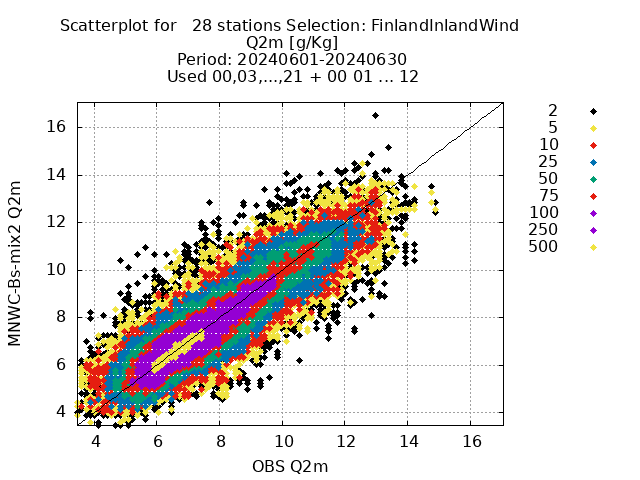 Scatterplot for   28 stations Selection: FinlandInlandWind
Q2m [g/Kg]
Period: 20240601-20240630
Used 00,03,...,21 + 00 01 ... 12
16
14
12
10
8
6
4
4 6 8 10 12 14 16
MNWC-Bs-mix2 Q2m
OBS Q2m
2
5
10
25
50
75
100
250
500